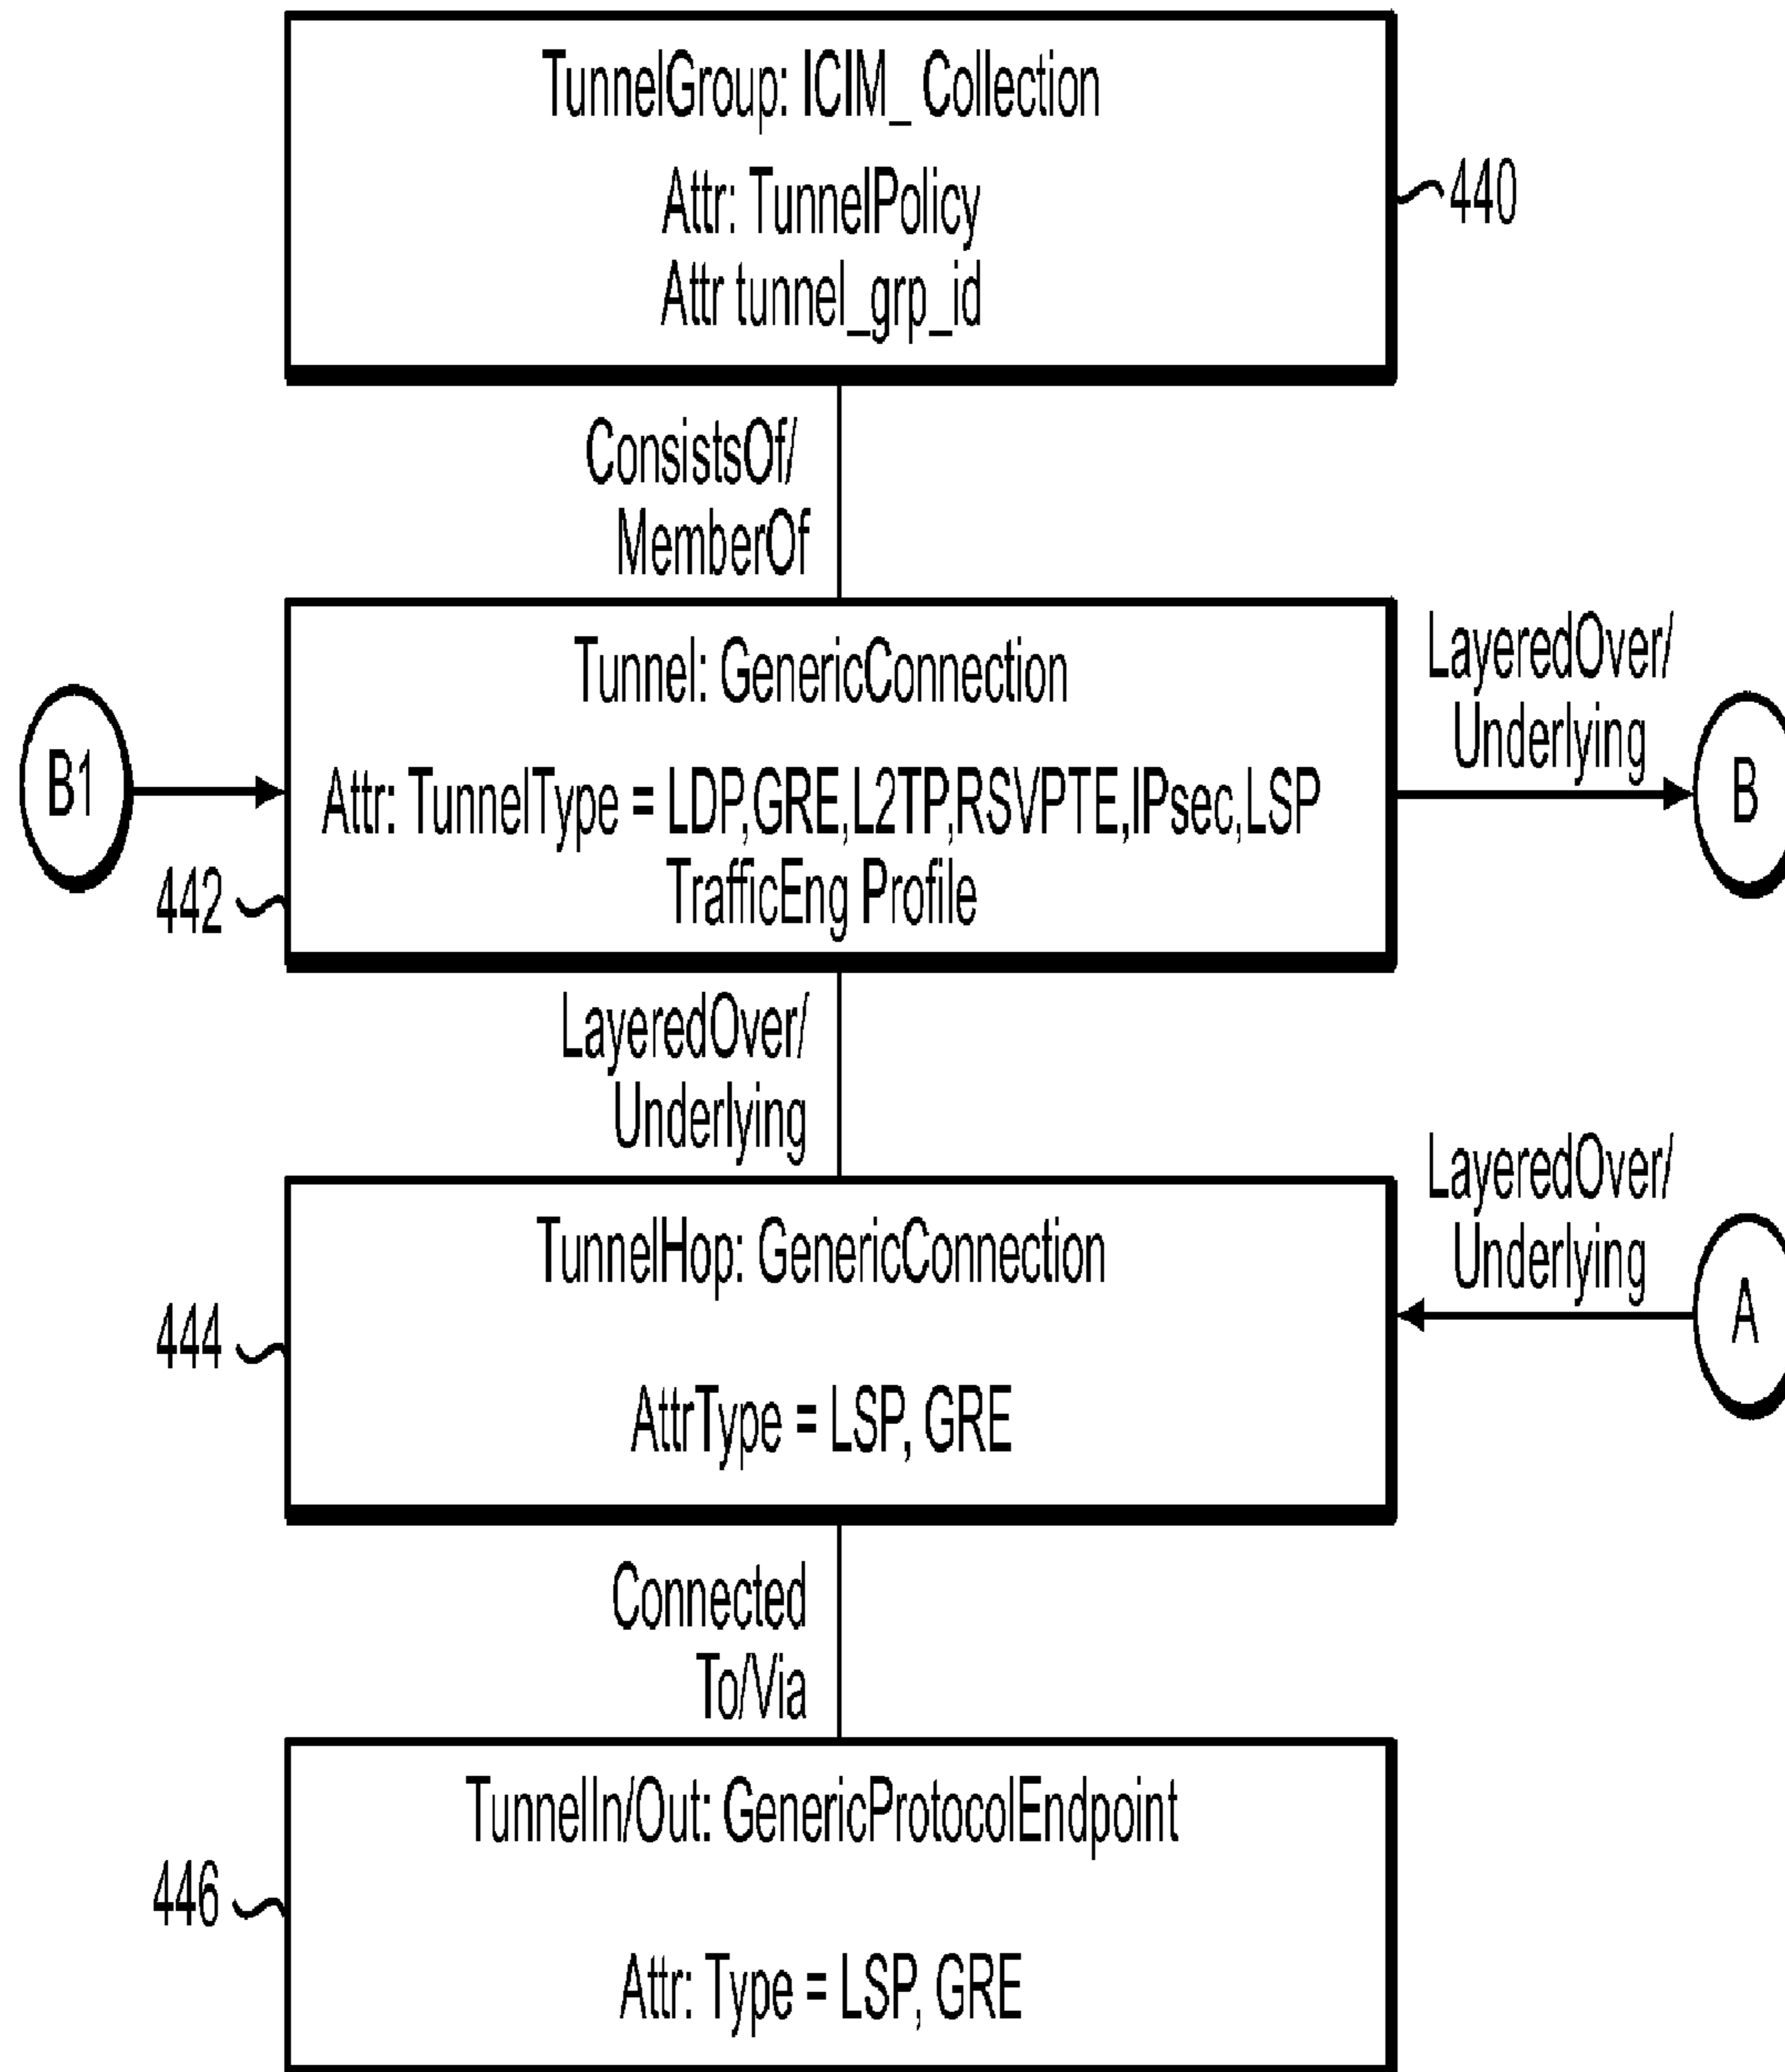 TunnelGroup: ICIM_ Collection
Attr: TunnelPolicy
Attr tunnel_grp_id
440
ConsistsOf/
MemberOf
Tunnel: GenericConnection
Attr: TunnelType = LDP,GRE,L2TP,RSVPTE,IPsec,LSP
TrafficEng Profile
B1
442
LayeredOver/
Underlying
B
LayeredOver/
Underlying
TunnelHop: GenericConnection
AttrType = LSP, GRE
444
LayeredOver/
Underlying
A
Connected
To/Via
TunnelIn/Out: GenericProtocolEndpoint
Attr: Type = LSP, GRE
446